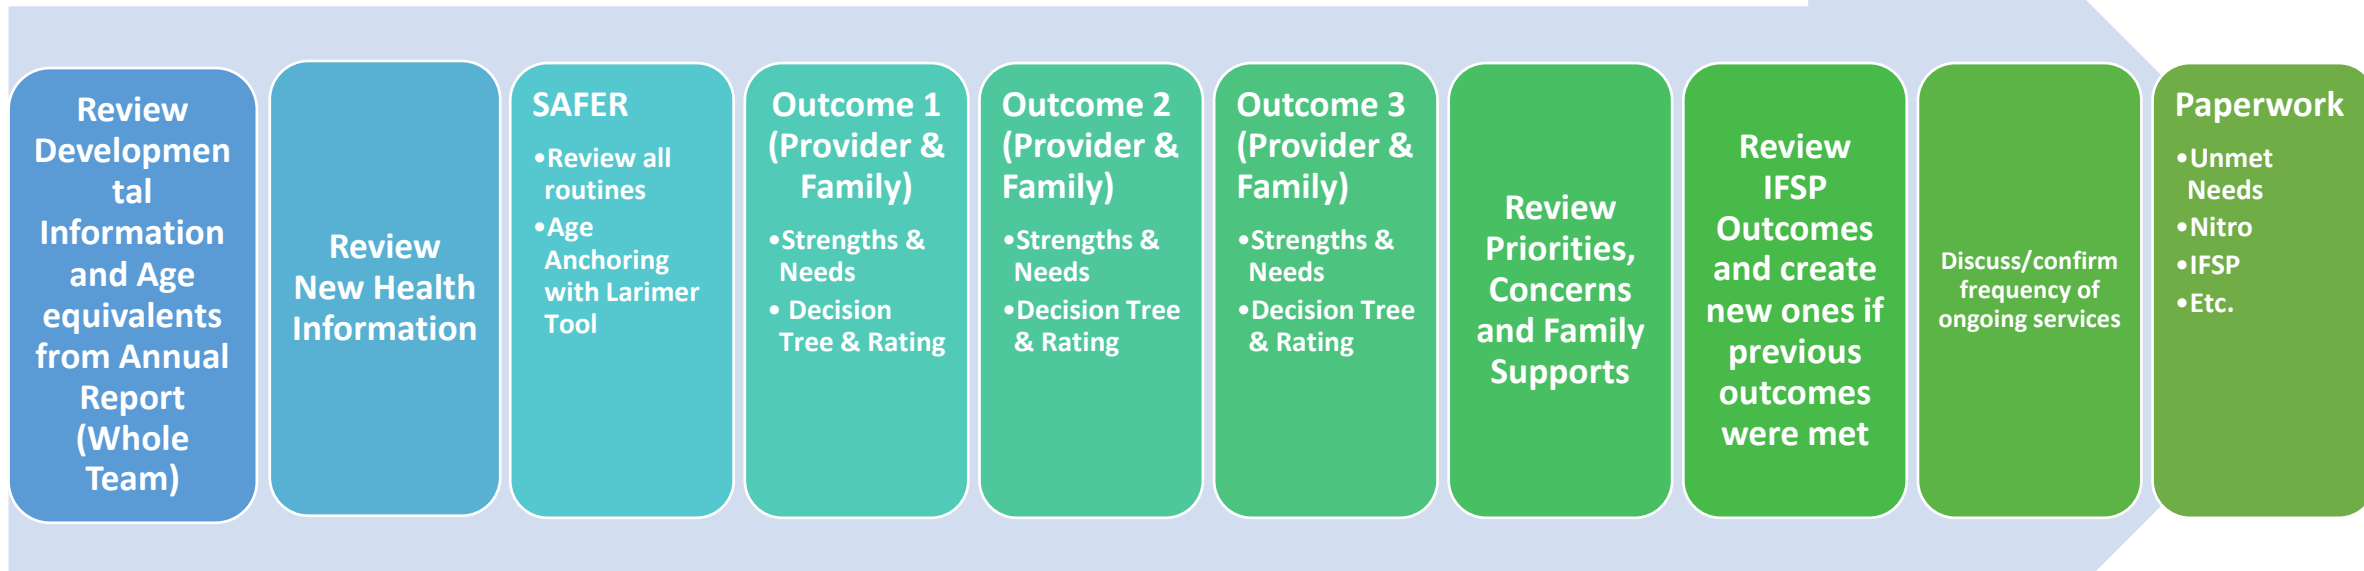 Review
Developmen
tal
Information
and Age
equivalents
from Annual
Report
(Whole
Team)
Review
New Health
Information
SAFER
•Review all
routines
•Age
Anchoring
with Larimer
Tool
Outcome 1
(Provider &
Family)
•Strengths &
Needs
• Decision
Tree & Rating
Outcome 2
(Provider &
Family)
•Strengths &
Needs
•Decision Tree
& Rating
Outcome 3
(Provider &
Family)
•Strengths &
Needs
•Decision Tree
& Rating
Review
Priorities,
Concerns
and Family
Supports
Review
IFSP
Outcomes
and create
new ones if
previous
outcomes
were met
Discuss/confirm
frequency of
ongoing services
Paperwork
•Unmet
Needs
•Nitro
•IFSP
•Etc.